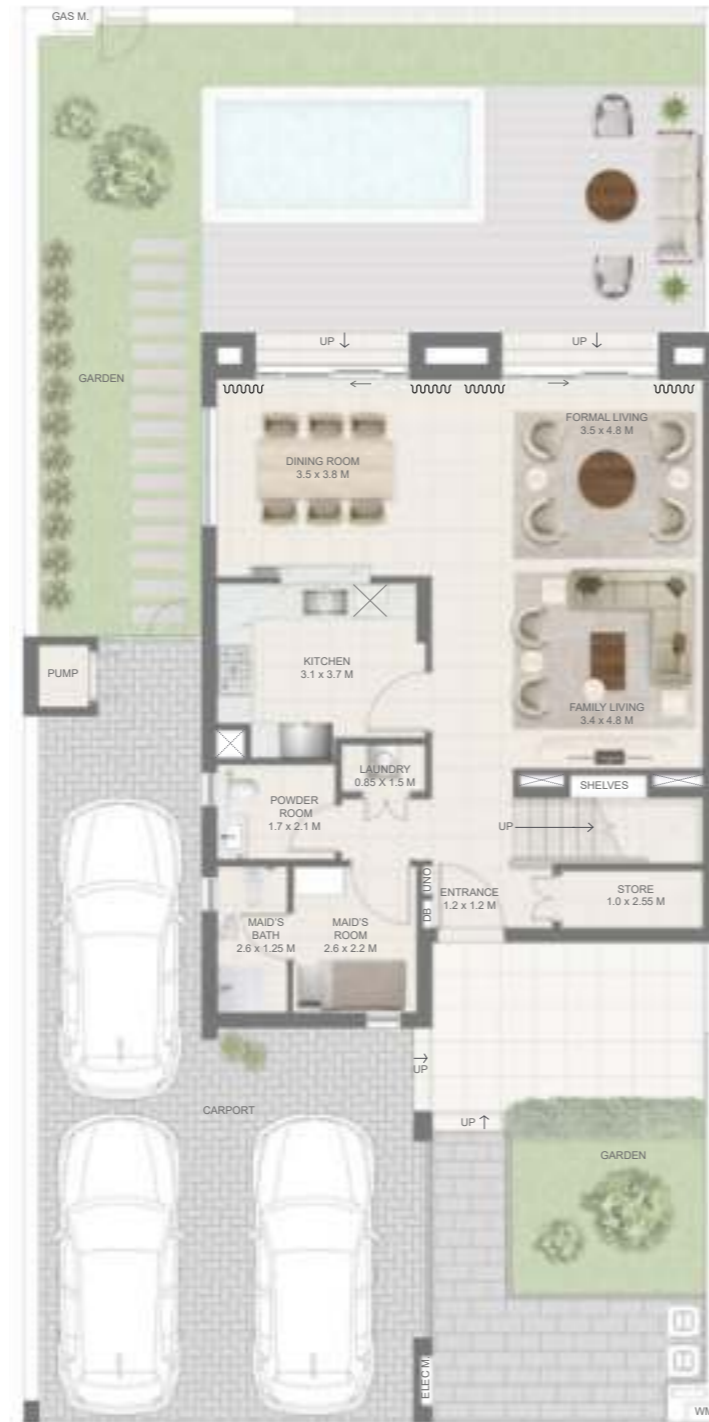 GAS M.
UP
UP
GARDEN
FORMAL LIVING
3.5 x 4.8 M
DINING ROOM
3.5 x 3.8 M
KITCHEN
3.1 x 3.7 M
PUMP
FAMILY LIVING
3.4 x 4.8 M
LAUNDRY
0.85 X 1.5 M
SHELVES
POWDER
ROOM
1.7 x 2.1 M
UP
ENTRANCE
1.2 x 1.2 M
UNO
DB
STORE
1.0 x 2.55 M
MAID'S
BATH
2.6 x 1.25 M
MAID'S
ROOM
2.6 x 2.2 M
UP
CARPORT
UP
GARDEN
ELEC M
WM